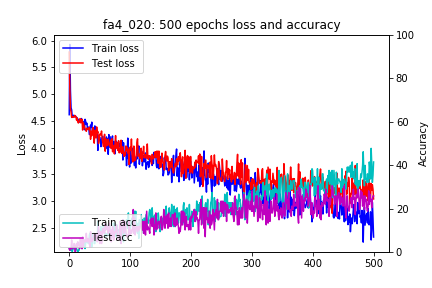 fa4_020: 500 epochs loss and accuracy
Train loss
Test loss
Train acc
Test acc
Loss
6.0
5.5
5.0
4.5
4.0
3.5
3.0
2.5
Accuracy
100
80
60
40
20
0
0
100
200
300
400
500